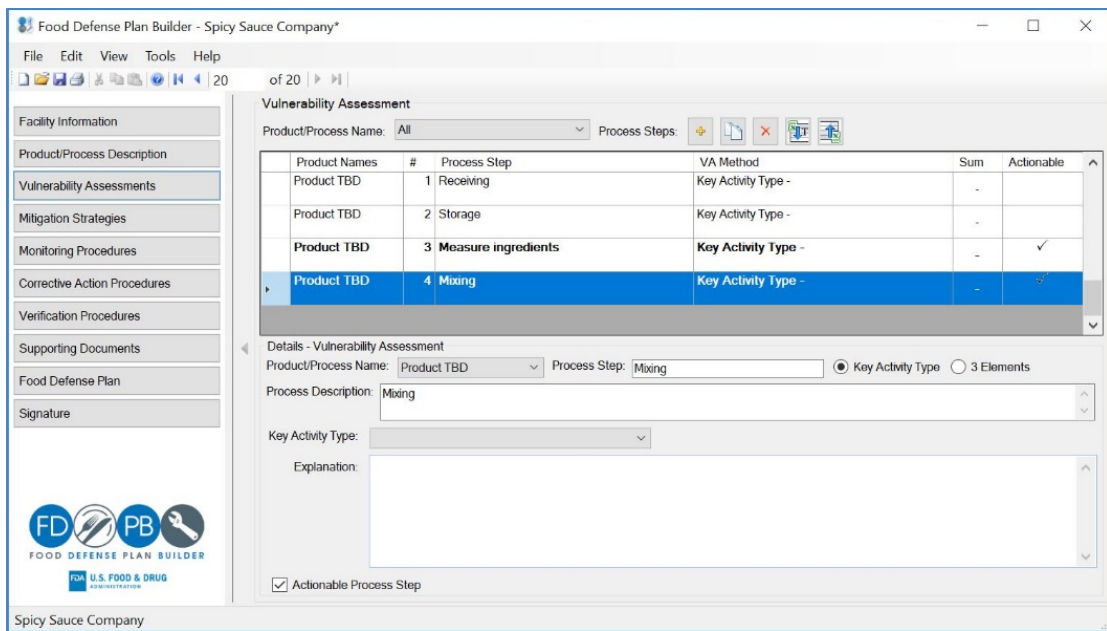 Food Defense Plan Builder - Spicy Sauce Company*
File Edit View Tools Help
20 of 20
Facility Information
Product/Process Description
Vulnerability Assessments
Mitigation Strategies
Monitoring Procedures
Corrective Action Procedures
Verification Procedures
Supporting Documents
Food Defense Plan
Signature
FD PB
FOOD DEFENSE PLAN BUILDER
FDA U.S. FOOD & DRUG
ADMINISTRATION
Vulnerability Assessment
Product/Process Name: All Process Steps:
Product Names # Process Step VA Method Sum Actionable
Product TBD 1 Receiving Key Activity Type - -
Product TBD 2 Storage Key Activity Type - -
Product TBD 3 Measure ingredients Key Activity Type - - ✓
Product TBD 4 Mixing Key Activity Type - - ✓
Details - Vulnerability Assessment
Product/Process Name: Product TBD Process Step: Mixing Key Activity Type 3 Elements
Process Description: Mixing
Key Activity Type:
Explanation:
Actionable Process Step
Spicy Sauce Company